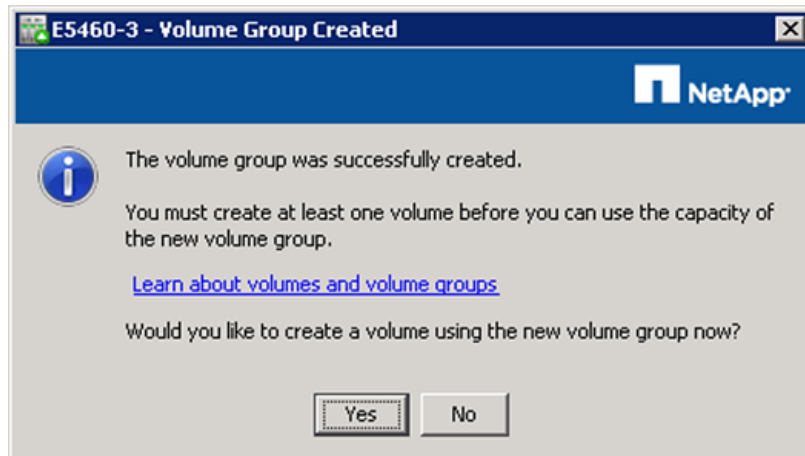 E5460-3 - Volume Group Created
NetApp
The volume group was successfully created.
You must create at least one volume before you can use the capacity of
the new volume group.
Learn about volumes and volume groups
Would you like to create a volume using the new volume group now?
Yes No